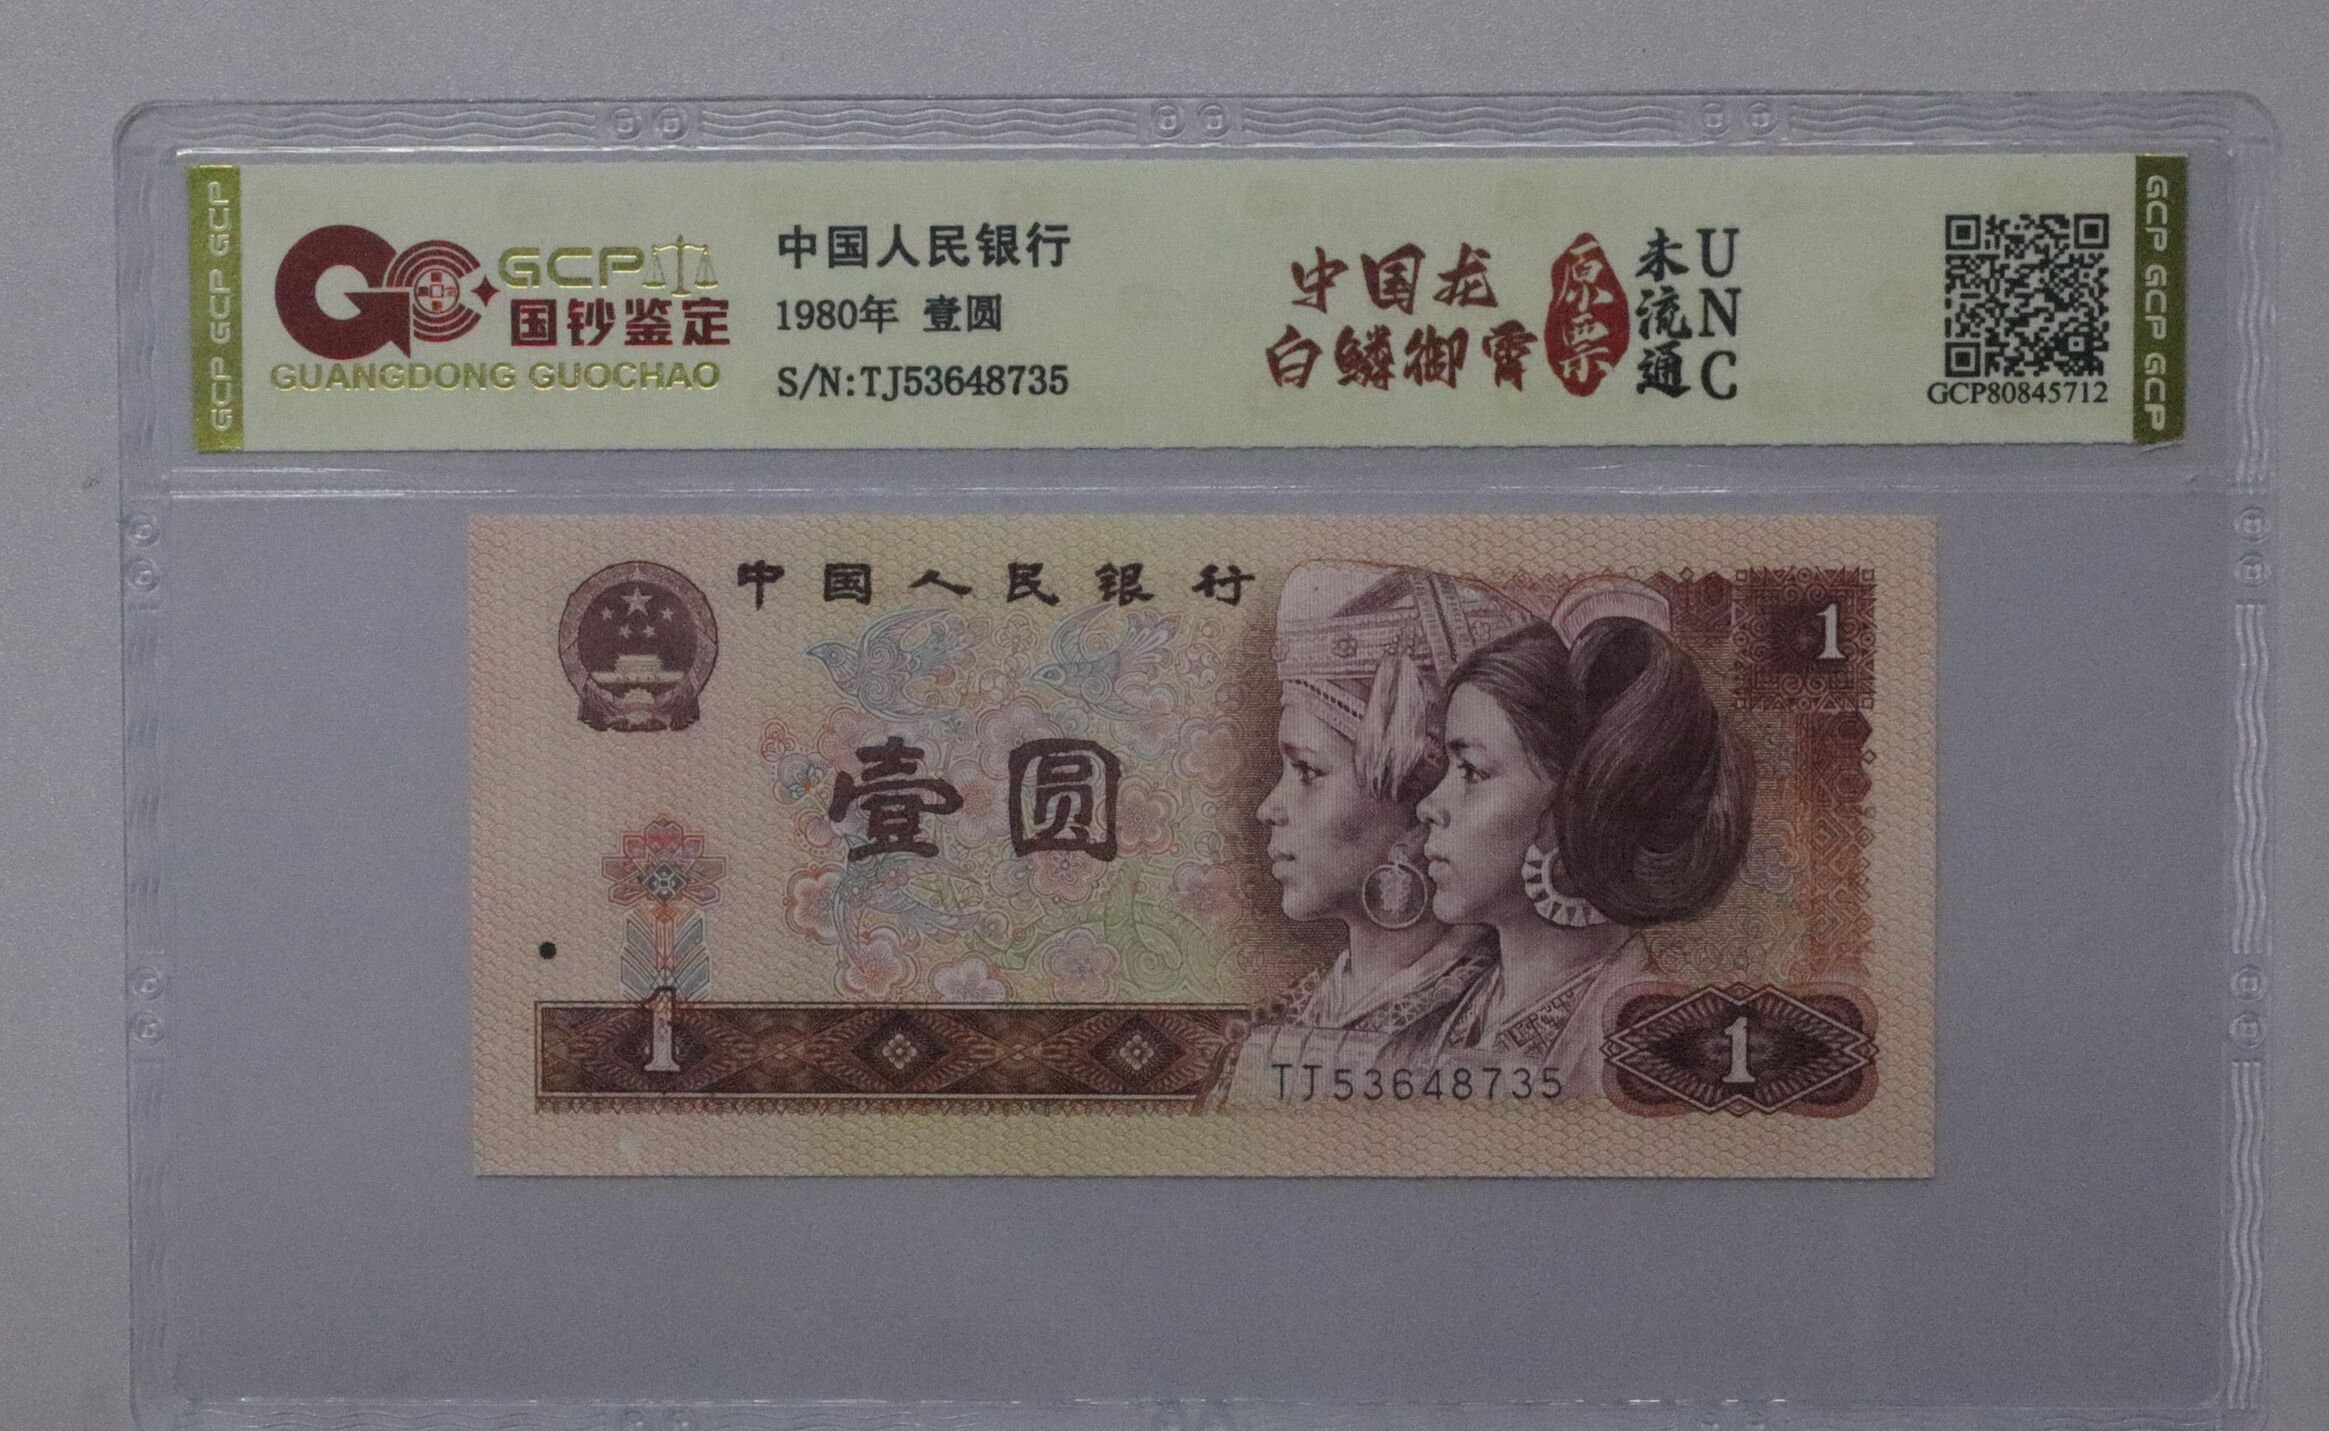 GCP GCP GCP
GCP
国钞鉴定
GUANGDONG GUOCHAO
中国人民银行
1980年 壹圆
S/N:TJ53648735
中国龙
白鳞御霄
原票
未流通
UNC
GCP80845712
GCP GCP GCP
中国人民银行
1
壹圆
1
1
TJ53648735